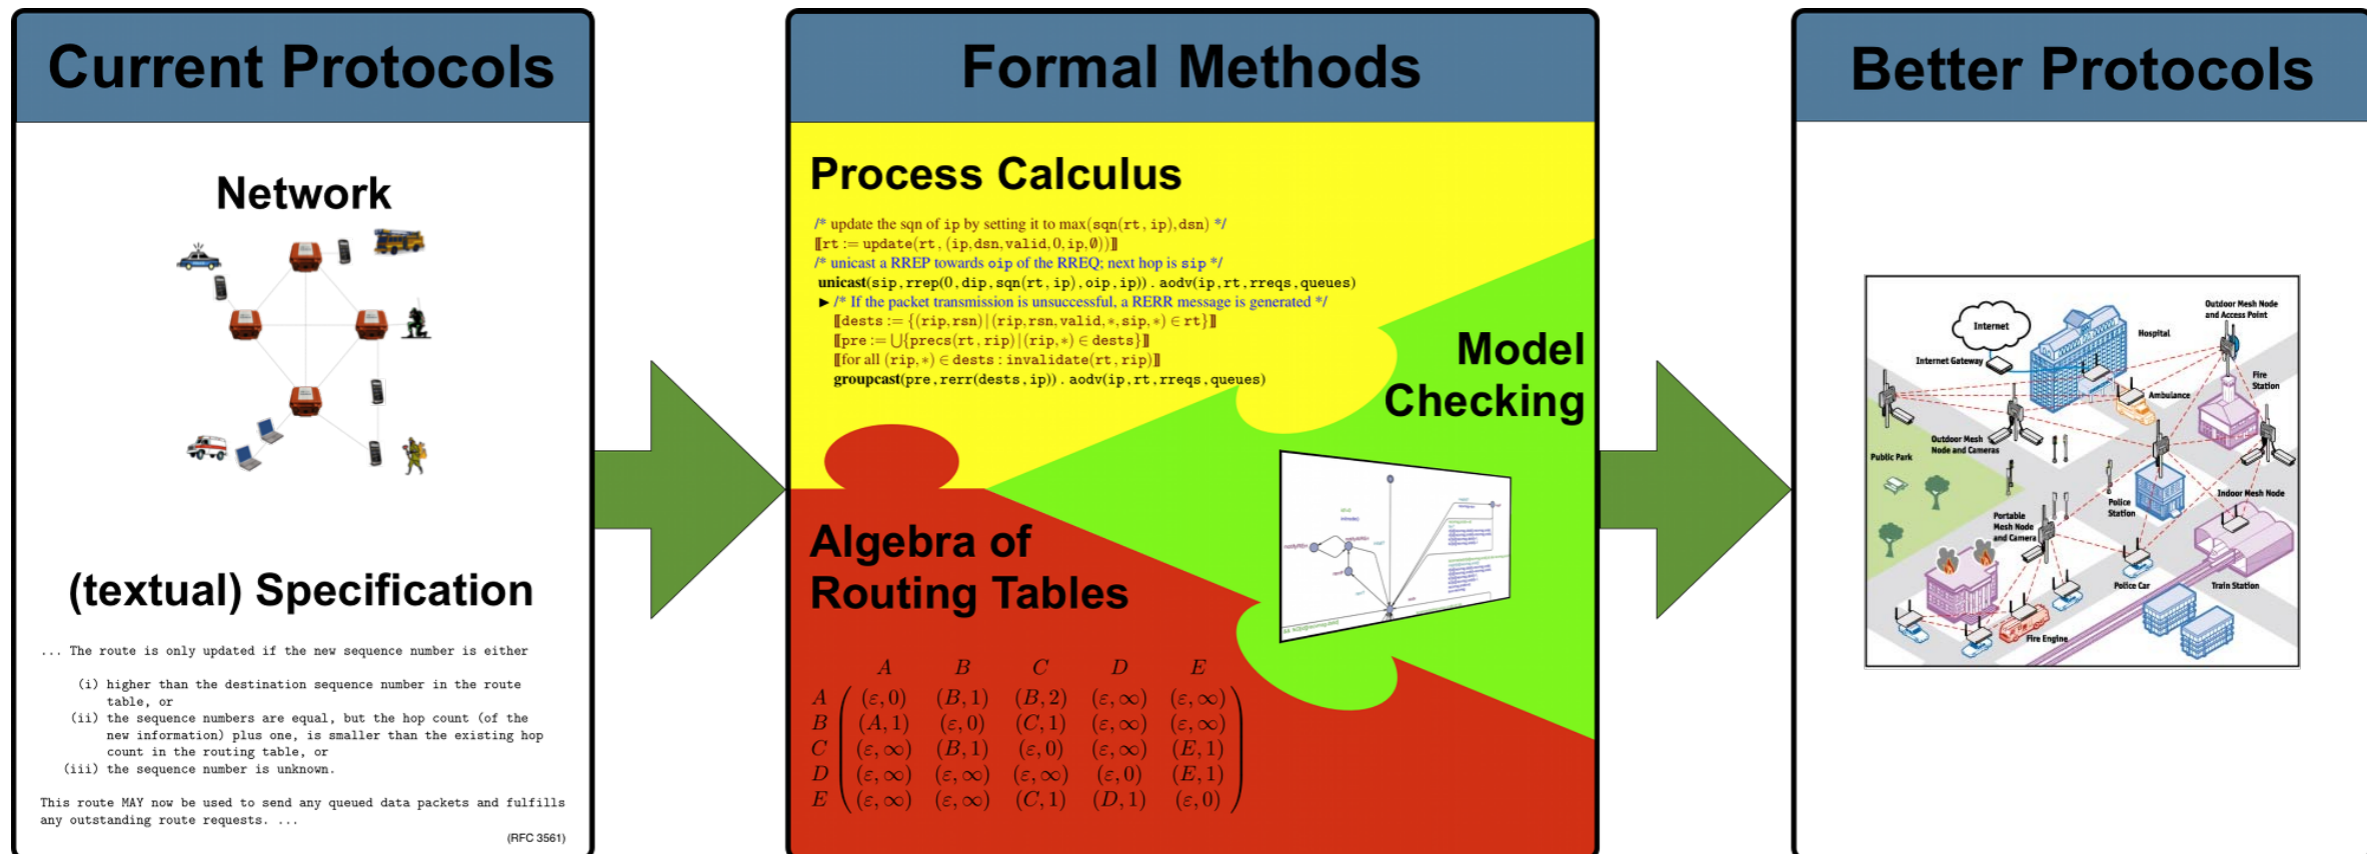 Current Protocols
Network
(textual) Specification
... The route is only updated if the new sequence number is either
(i) higher than the destination sequence number in the route
table, or
(ii) the sequence numbers are equal, but the hop count (of the
new information) plus one, is smaller than the existing hop
count in the routing table, or
(iii) the sequence number is unknown.
This route MAY now be used to send any queued data packets and fulfills
any outstanding route requests. ...
(RFC 3561)
Formal Methods
Process Calculus
/* update the sqn of ip by setting it to max(sqn(rt, ip),dsn) */
⟦rt := update(rt, (ip,dsn,valid,0,ip,∅))⟧
/* unicast a RREP towards oip of the RREQ; next hop is sip */
unicast(sip,rrep(0,dip,sqn(rt,ip),oip,ip)) . aodv(ip,rt,rreqs,queues)
▶ /* If the packet transmission is unsuccessful, a RERR message is generated */
⟦dests := {(rip,rsn)|(rip,rsn,valid,*,sip,*) ∈ rt}⟧
⟦pre := ⋃{precs(rt,rip)|(rip,*) ∈ dests}⟧
⟦for all (rip,*) ∈ dests : invalidate(rt,rip)⟧
groupcast(pre,rerr(dests,ip)) . aodv(ip,rt,rreqs,queues)
Model
Checking
Algebra of
Routing Tables
A B C D E
A (ε,0) (B,1) (B,2) (ε,∞) (ε,∞)
B (A,1) (ε,0) (C,1) (ε,∞) (ε,∞)
C (ε,∞) (B,1) (ε,0) (ε,∞) (E,1)
D (ε,∞) (ε,∞) (ε,∞) (ε,0) (E,1)
E (ε,∞) (ε,∞) (C,1) (D,1) (ε,0)
Better Protocols
Outdoor Mesh Node
and Access Point
Internet
Hospital
Internet Gateway
Fire
Station
Ambulance
Outdoor Mesh
Node and Cameras
Public Park
Indoor Mesh Node
Police
Station
Portable
Mesh Node
and Camera
Police Car
Train Station
Fire Engine